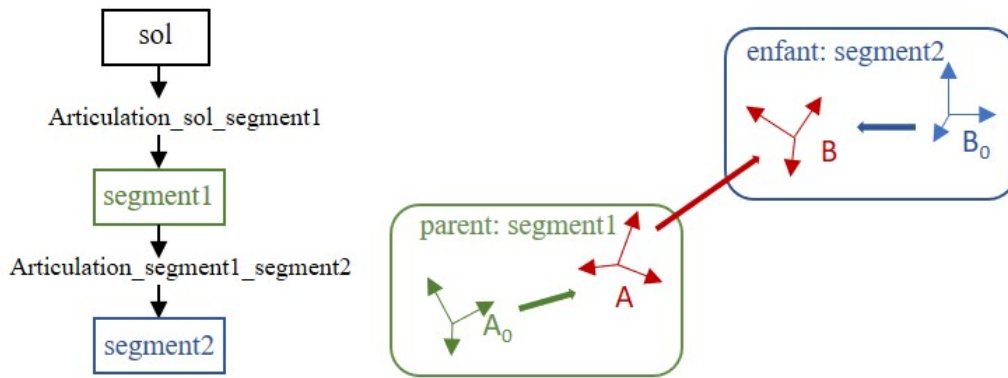 sol
Articulation_sol_segment1
segment1
Articulation_segment1_segment2
segment2
enfant: segment2
B
B₀
parent: segment1
A
A₀